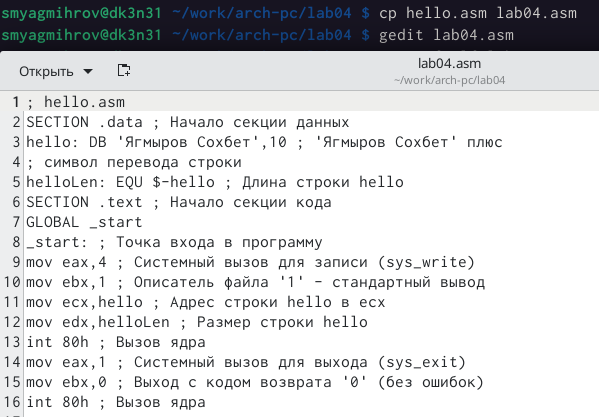 smyagmihrov@dk3n31 ~/work/arch-pc/lab04 $ cp hello.asm lab04.asm
smyagmihrov@dk3n31 ~/work/arch-pc/lab04 $ gedit lab04.asm
Открыть
lab04.asm
~/work/arch-pc/lab04
1 ; hello.asm
2 SECTION .data ; Начало секции данных
3 hello: DB 'Ягмыров Сохбет',10 ; 'Ягмыров Сохбет' плюс
4 ; символ перевода строки
5 helloLen: EQU $-hello ; Длина строки hello
6 SECTION .text ; Начало секции кода
7 GLOBAL _start
8 _start: ; Точка входа в программу
9 mov eax,4 ; Системный вызов для записи (sys_write)
10 mov ebx,1 ; Описатель файла '1' - стандартный вывод
11 mov ecx,hello ; Адрес строки hello в ecx
12 mov edx,helloLen ; Размер строки hello
13 int 80h ; Вызов ядра
14 mov eax,1 ; Системный вызов для выхода (sys_exit)
15 mov ebx,0 ; Выход с кодом возврата '0' (без ошибок)
16 int 80h ; Вызов ядра